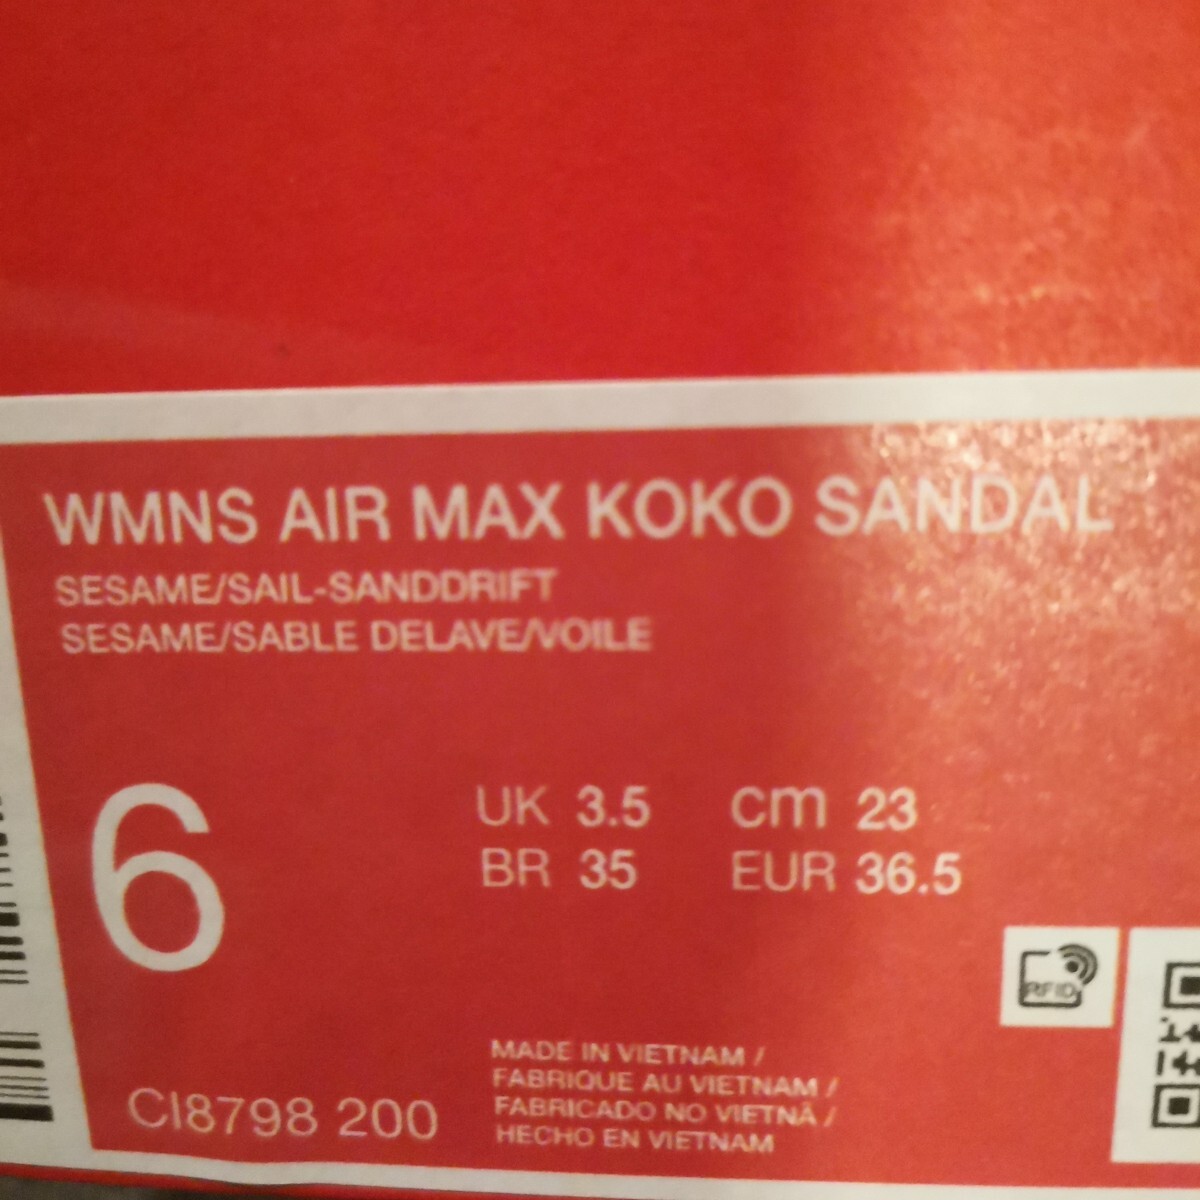 WMNS AIR MAX KOKO SANDAL
SESAME/SAIL-SANDDRIFT
SESAME/SABLE DELAVE/VOILE
6
UK 3.5 cm 23
BR 35 EUR 36.5
RFID
CI8798 200
MADE IN VIETNAM /
FABRIQUE AU VIETNAM /
FABRICADO NO VIETNÃ /
HECHO EN VIETNAM